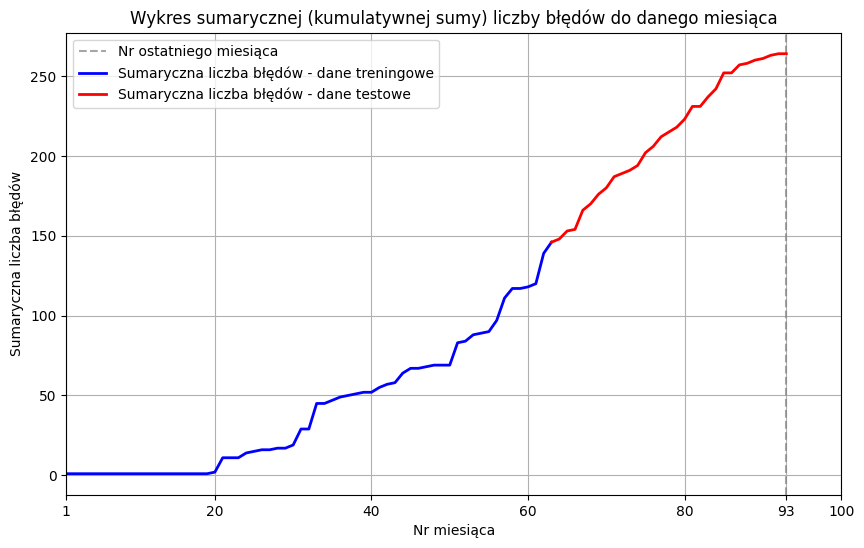 Wykres sumarycznej (kumulatywnej sumy) liczby błędów do danego miesiąca
Nr ostatniego miesiąca
Sumaryczna liczba błędów - dane treningowe
Sumaryczna liczba błędów - dane testowe
Sumaryczna liczba błędów
250
200
150
100
50
0
1 20 40 60 80 93 100
Nr miesiąca